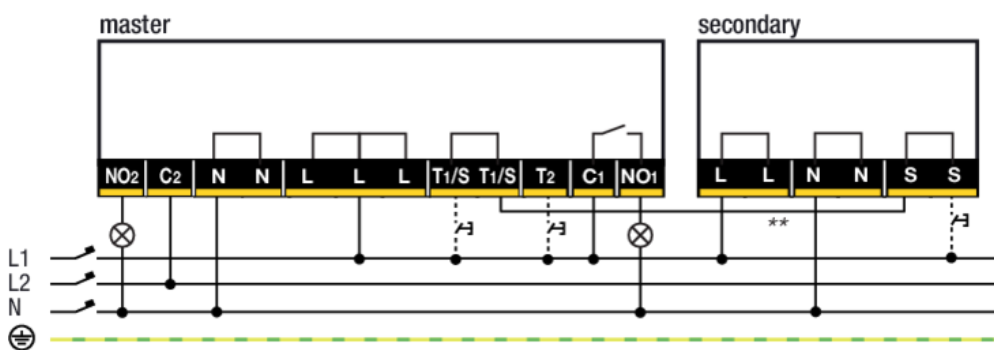 master
secondary
NO2 C2 N N L L L T1/S T1/S T2 C1 NO1
L L N N S S
**
L1
L2
N